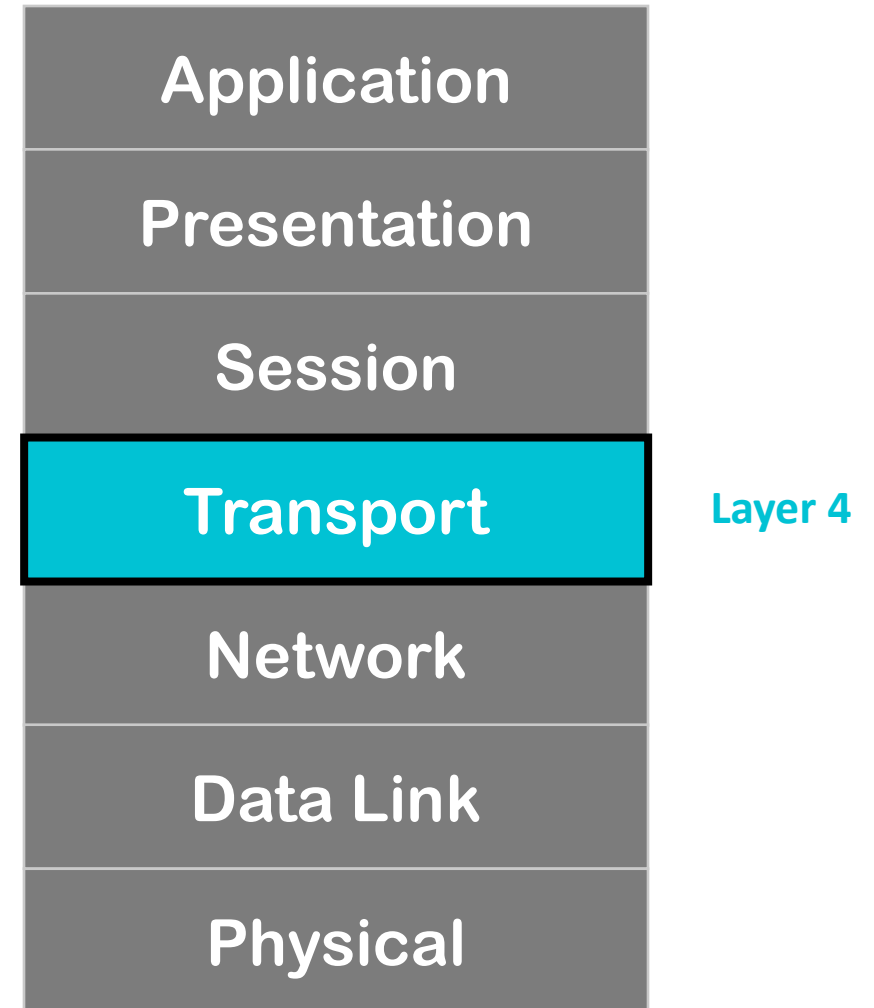 Application
Presentation
Session
Transport
Layer 4
Network
Data Link
Physical